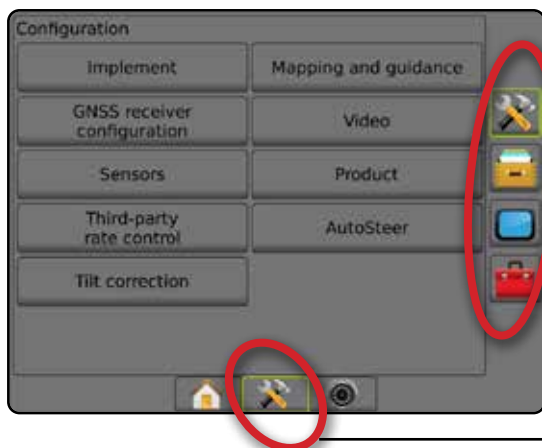 Configuration
Implement
Mapping and guidance
GNSS receiver
configuration
Video
Sensors
Product
Third-party
rate control
AutoSteer
Tilt correction